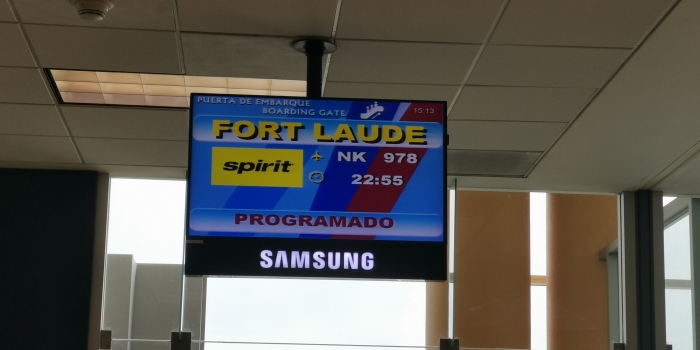 PUERTA DE EMBARQUE
BOARDING GATE
15:13
FORT LAUDE
spirit
NK 978
22:55
PROGRAMADO
SAMSUNG